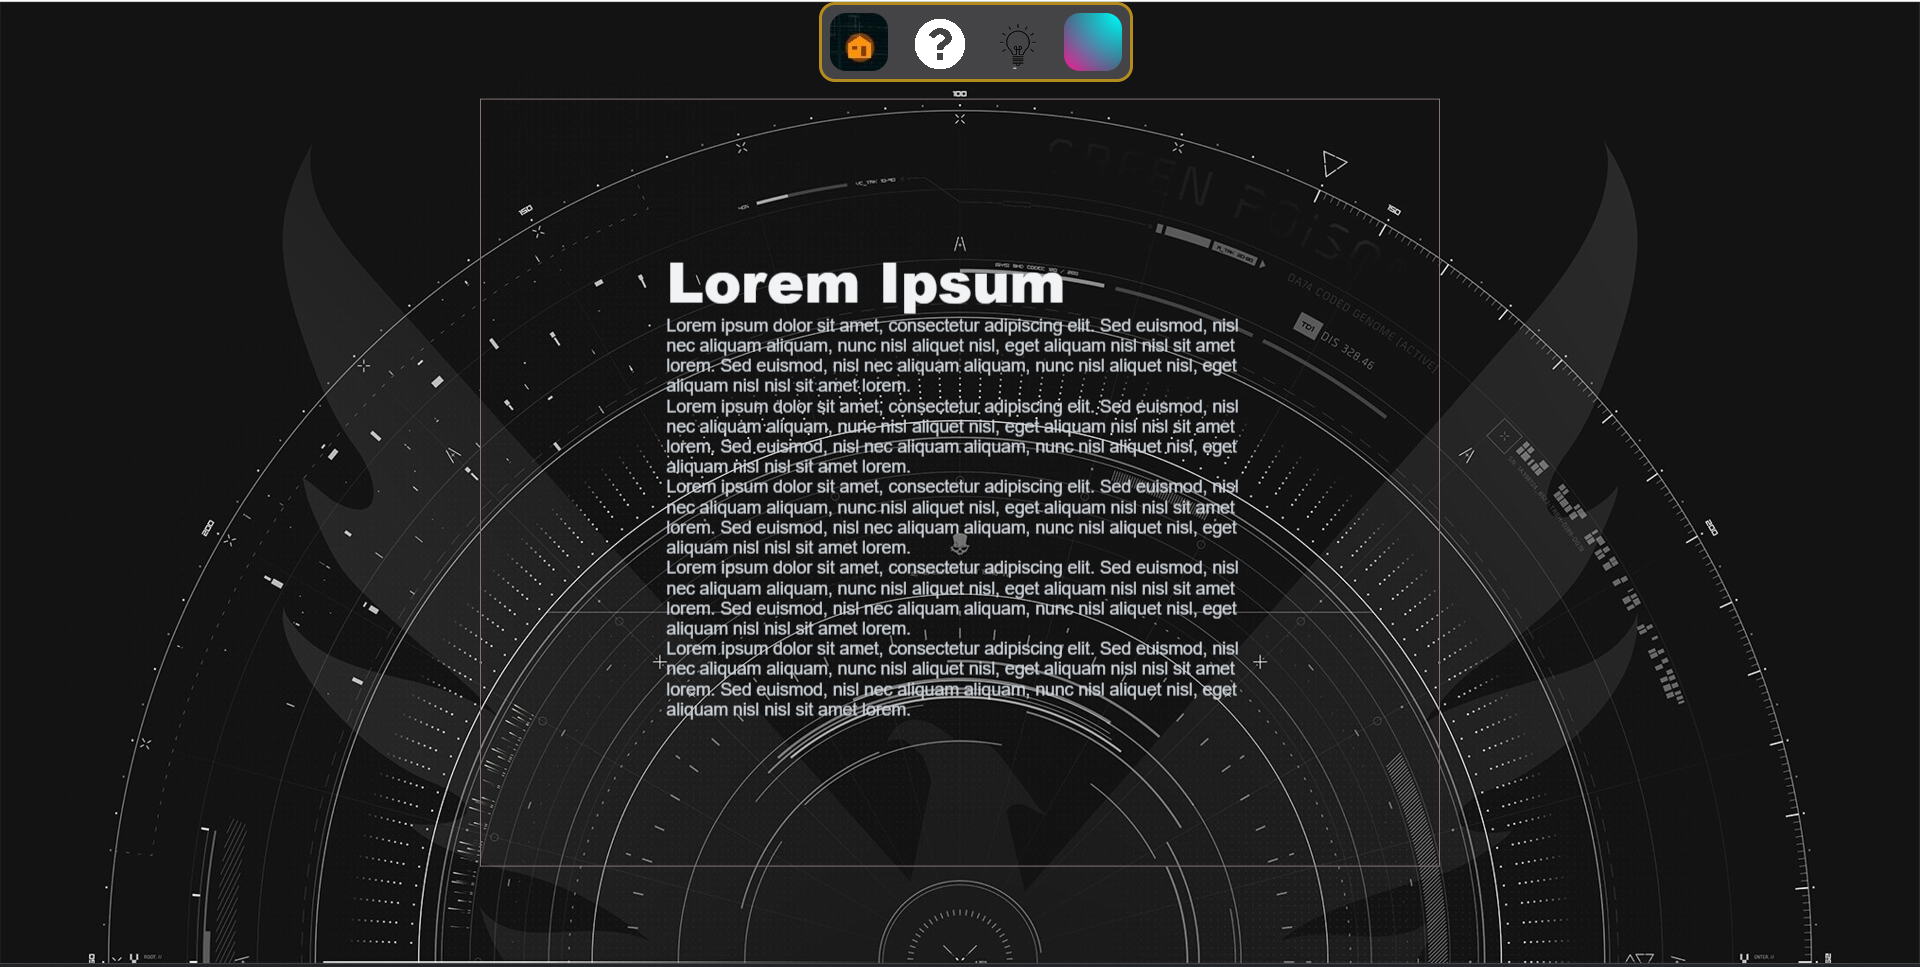 ?
100
150
VC_TRK 10-90
GREEN POISON
150
Lorem Ipsum
DA74 CODED GENOME (ACTIVE)
TD1
DIS 328.46
Lorem ipsum dolor sit amet, consectetur adipiscing elit. Sed euismod, nisl
nec aliquam aliquam, nunc nisl aliquet nisl, eget aliquam nisl nisl sit amet
lorem. Sed euismod, nisl nec aliquam aliquam, nunc nisl aliquet nisl, eget
aliquam nisl nisl sit amet lorem.
Lorem ipsum dolor sit amet, consectetur adipiscing elit. Sed euismod, nisl
nec aliquam aliquam, nunc nisl aliquet nisl, eget aliquam nisl nisl sit amet
lorem. Sed euismod, nisl nec aliquam aliquam, nunc nisl aliquet nisl, eget
aliquam nisl nisl sit amet lorem.
Lorem ipsum dolor sit amet, consectetur adipiscing elit. Sed euismod, nisl
nec aliquam aliquam, nunc nisl aliquet nisl, eget aliquam nisl nisl sit amet
lorem. Sed euismod, nisl nec aliquam aliquam, nunc nisl aliquet nisl, eget
aliquam nisl nisl sit amet lorem.
200
200
Lorem ipsum dolor sit amet, consectetur adipiscing elit. Sed euismod, nisl
nec aliquam aliquam, nunc nisl aliquet nisl, eget aliquam nisl nisl sit amet
lorem. Sed euismod, nisl nec aliquam aliquam, nunc nisl aliquet nisl, eget
aliquam nisl nisl sit amet lorem.
Lorem ipsum dolor sit amet, consectetur adipiscing elit. Sed euismod, nisl
nec aliquam aliquam, nunc nisl aliquet nisl, eget aliquam nisl nisl sit amet
lorem. Sed euismod, nisl nec aliquam aliquam, nunc nisl aliquet nisl, eget
aliquam nisl nisl sit amet lorem.
ROOT //
ENTER //